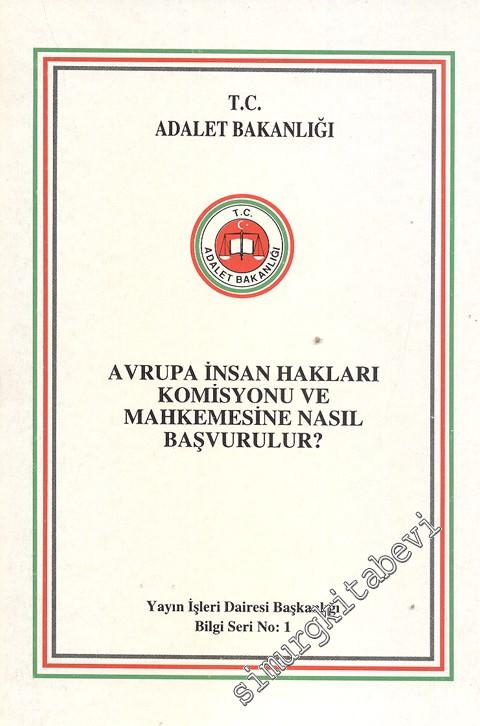 T.C.
ADALET BAKANLIĞI
T.C.
ADALET BAKANLIĞI
AVRUPA İNSAN HAKLARI
KOMİSYONU VE
MAHKEMESİNE NASIL
BAŞVURULUR?
Yayın İşleri Dairesi Başkanlığı
Bilgi Seri No: 1
simurgkitabevi